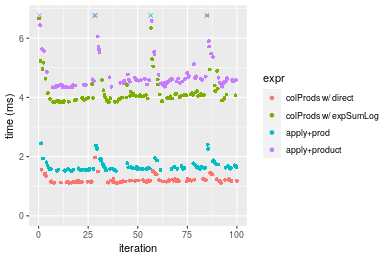 time (ms)
6
4
2
0
0
25
50
75
100
iteration
expr
colProds w/ direct
colProds w/ expSumLog
apply+prod
apply+product